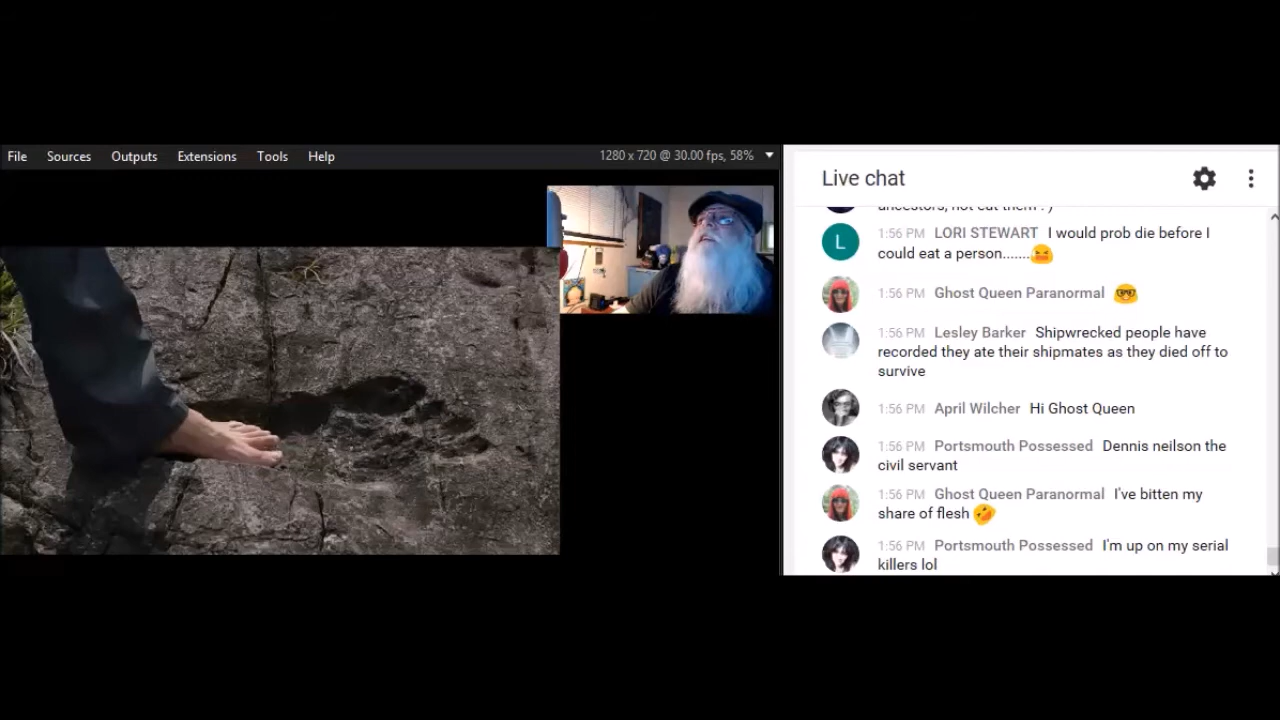 File Sources Outputs Extensions Tools Help 1280 x 720 @ 30.00 fps, 58%
Live chat
ancestors, not eat them : )
1:56 PM LORI STEWART I would prob die before I
could eat a person.......
1:56 PM Ghost Queen Paranormal
1:56 PM Lesley Barker Shipwrecked people have
recorded they ate their shipmates as they died off to
survive
1:56 PM April Wilcher Hi Ghost Queen
1:56 PM Portsmouth Possessed Dennis neilson the
civil servant
1:56 PM Ghost Queen Paranormal I've bitten my
share of flesh
1:56 PM Portsmouth Possessed I'm up on my serial
killers lol
L